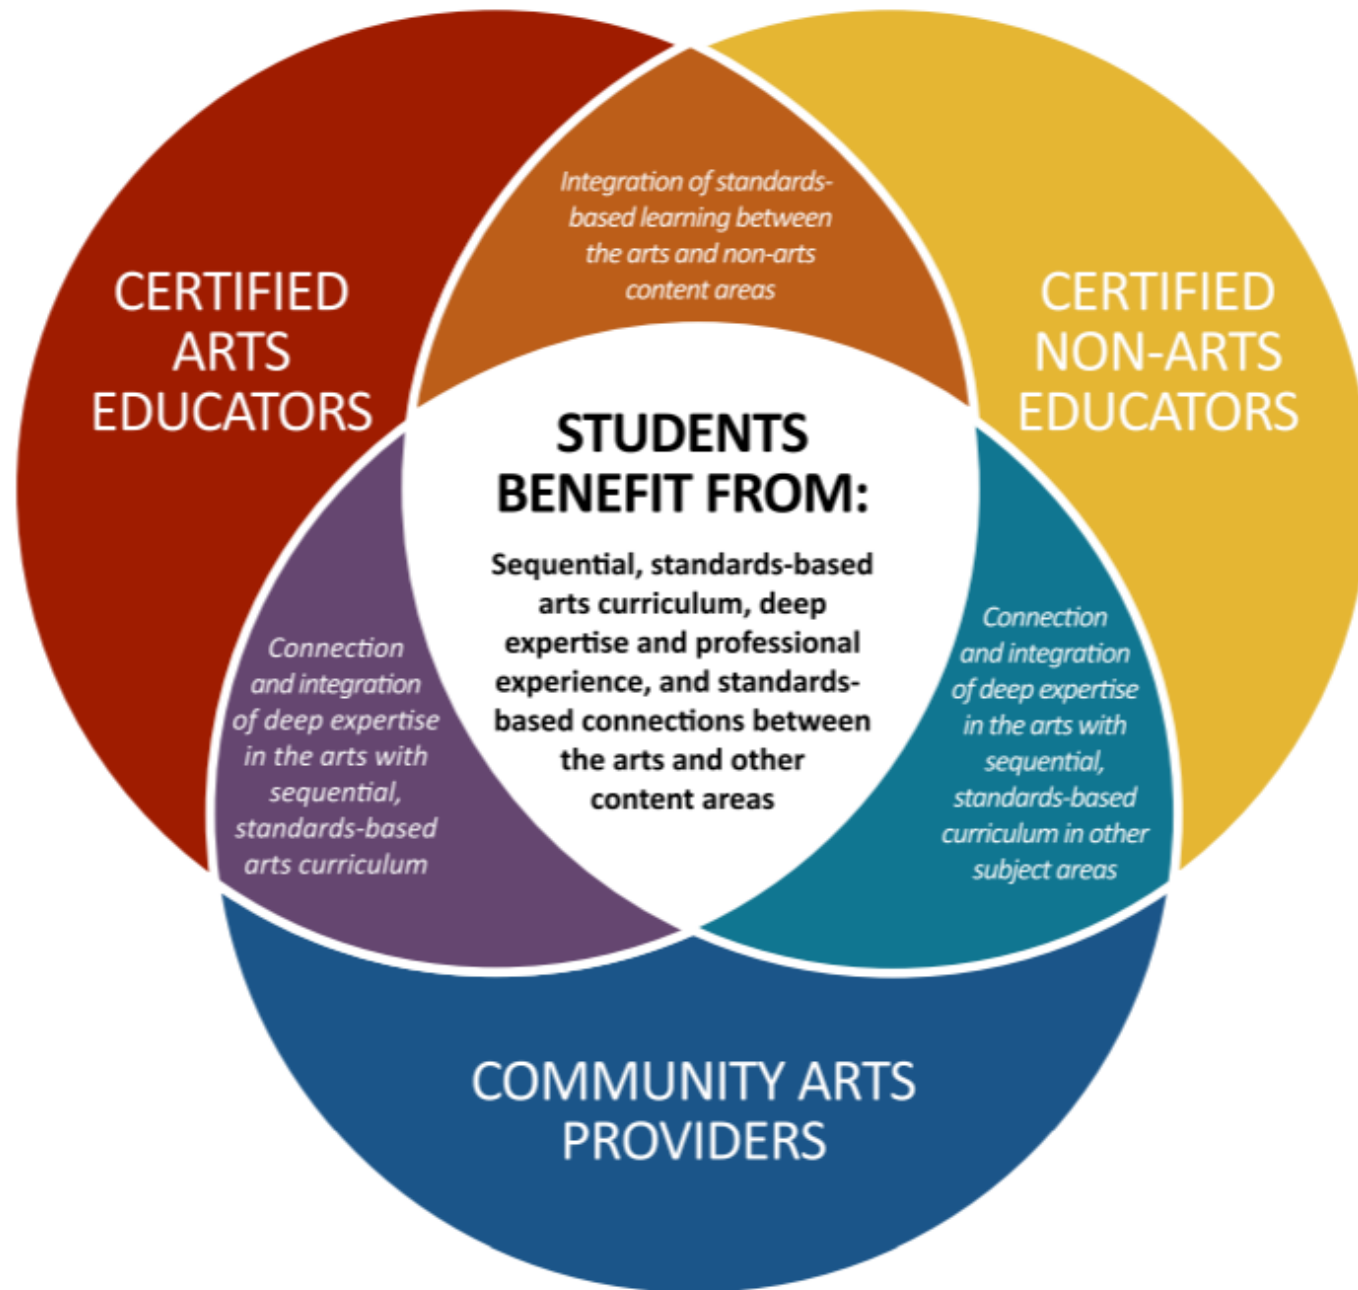 Integration of standards-
based learning between
the arts and non-arts
content areas
CERTIFIED
ARTS
EDUCATORS
CERTIFIED
NON-ARTS
EDUCATORS
STUDENTS
BENEFIT FROM:
Sequential, standards-based
arts curriculum, deep
expertise and professional
experience, and standards-
based connections between
the arts and other
content areas
Connection
and integration
of deep expertise
in the arts with
sequential,
standards-based
arts curriculum
Connection
and integration
of deep expertise
in the arts with
sequential,
standards-based
curriculum in other
subject areas
COMMUNITY ARTS
PROVIDERS